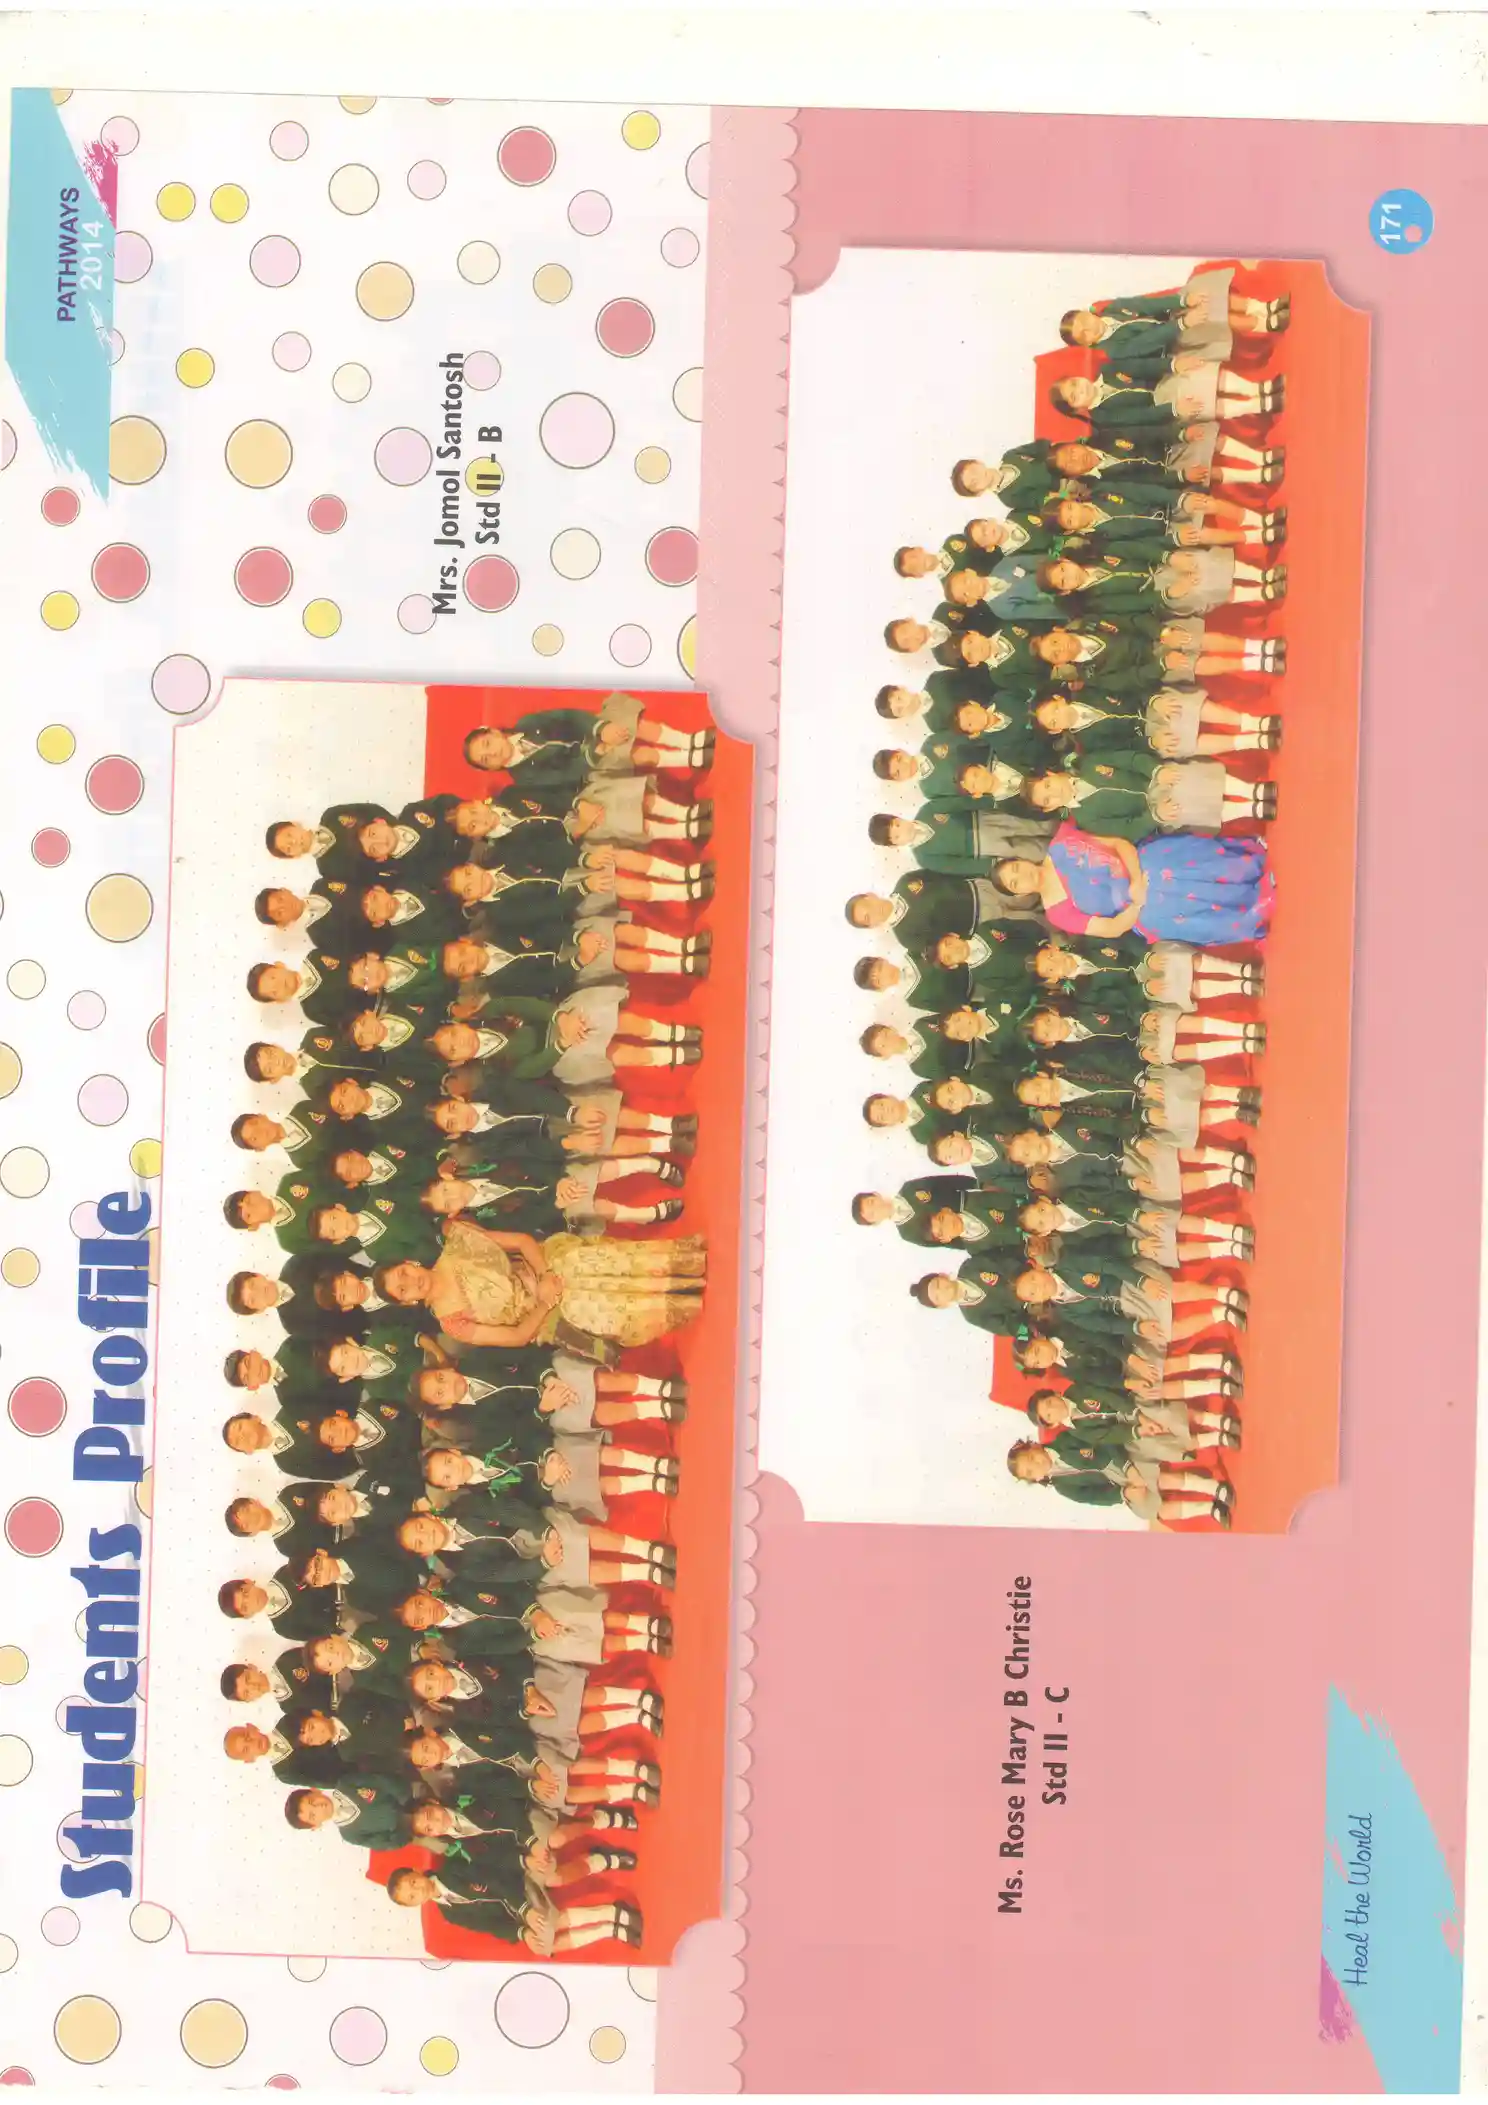 PATHWAYS
2014
Students Profile
Mrs. Jomol Santosh
Std II - B
Ms. Rose Mary B Christie
Std II - C
Heal the World
171